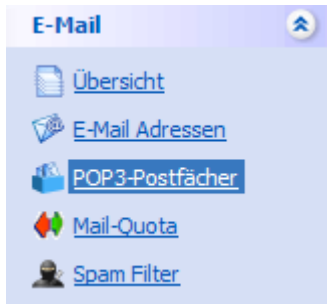 E-Mail
Übersicht
E-Mail Adressen
POP3-Postfächer
Mail-Quota
Spam Filter